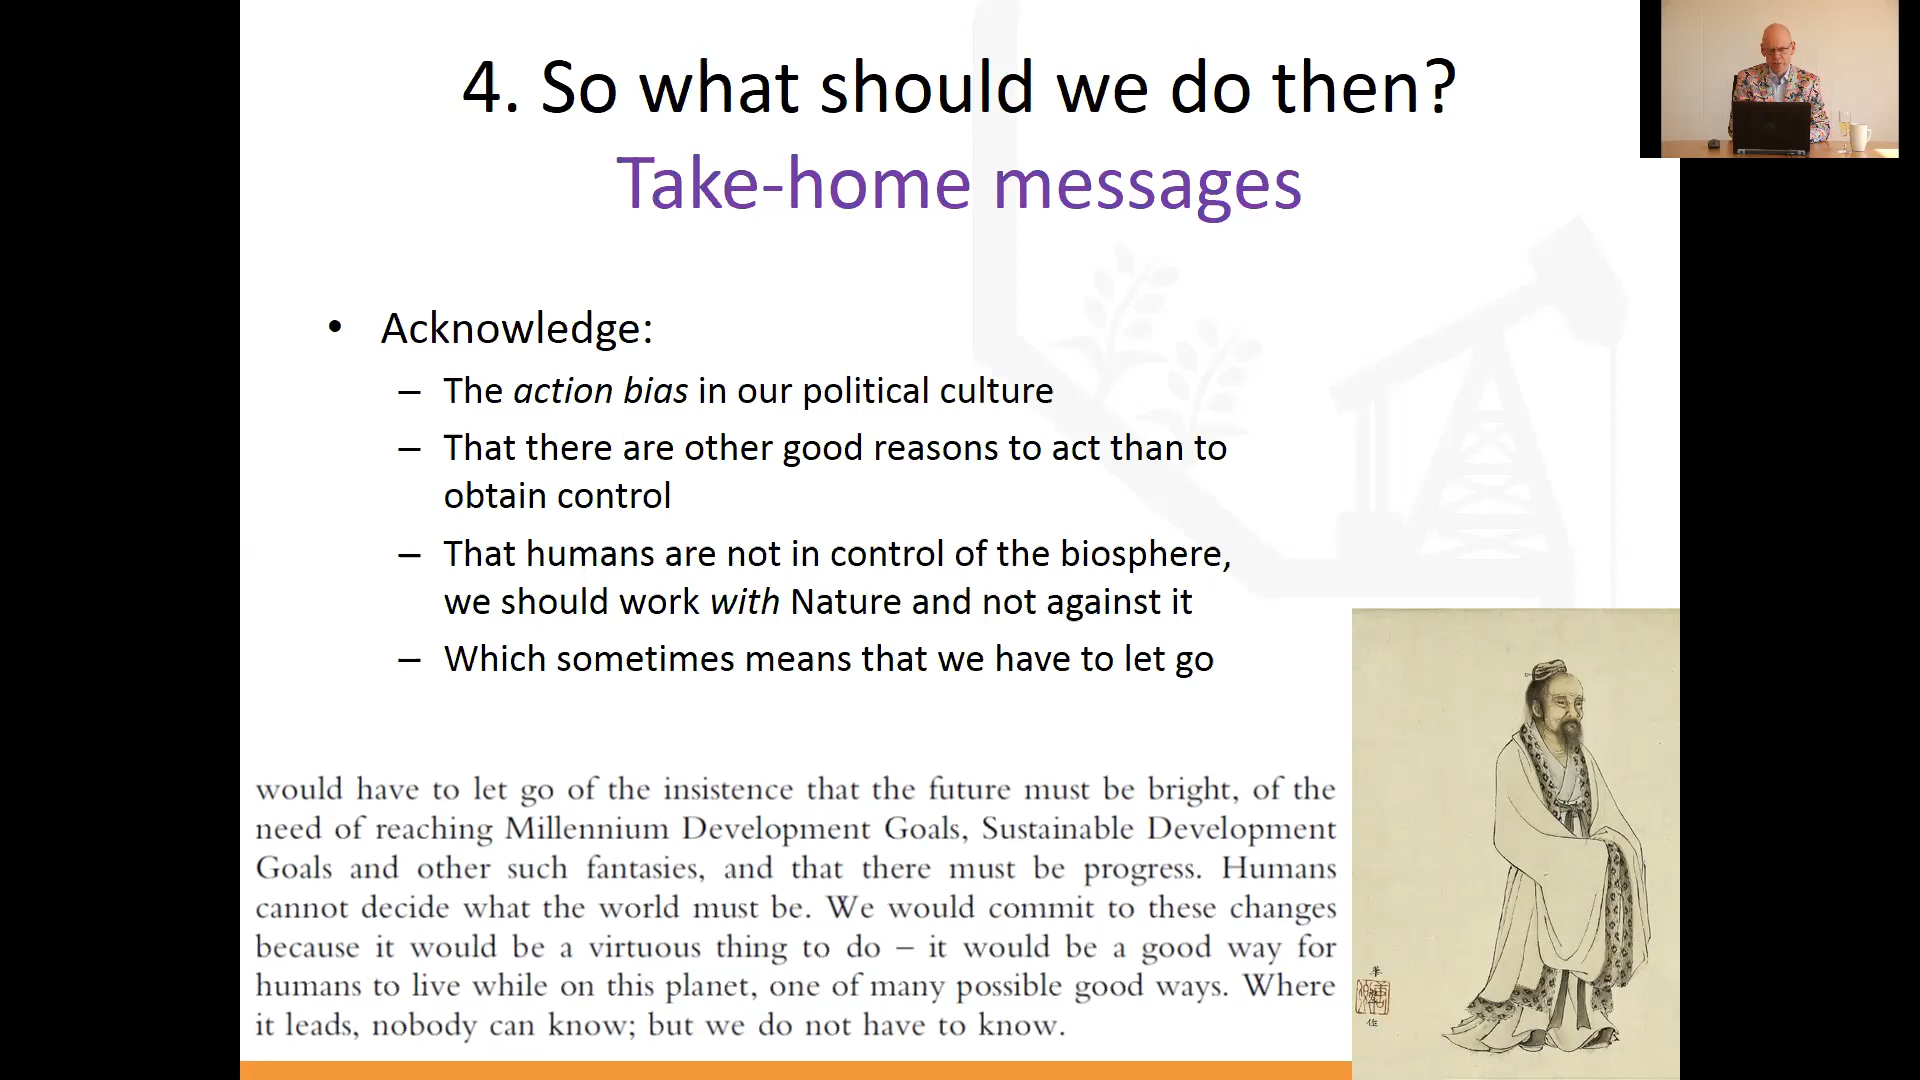 4. So what should we do then?
Take-home messages
• Acknowledge:
– The action bias in our political culture
– That there are other good reasons to act than to
obtain control
– That humans are not in control of the biosphere,
we should work with Nature and not against it
– Which sometimes means that we have to let go
would have to let go of the insistence that the future must be bright, of the
need of reaching Millennium Development Goals, Sustainable Development
Goals and other such fantasies, and that there must be progress. Humans
cannot decide what the world must be. We would commit to these changes
because it would be a virtuous thing to do – it would be a good way for
humans to live while on this planet, one of many possible good ways. Where
it leads, nobody can know; but we do not have to know.